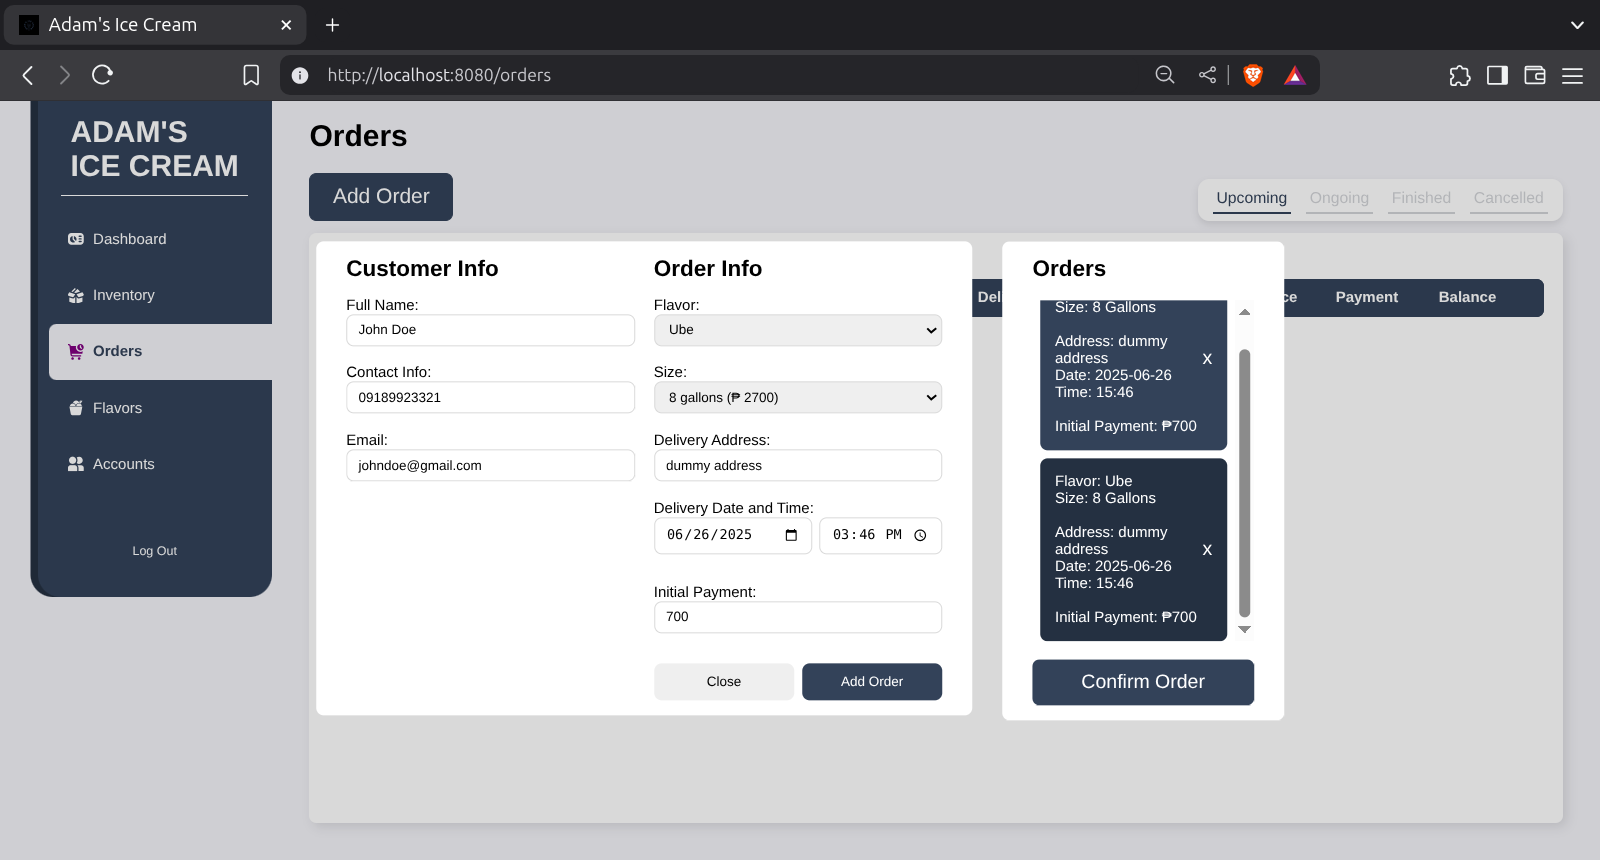 Adam's Ice Cream
http://localhost:8080/orders
ADAM'S
ICE CREAM
Dashboard
Inventory
Orders
Flavors
Accounts
Log Out
Orders
Add Order
Upcoming
Ongoing
Finished
Cancelled
Payment
Balance
Customer Info
Full Name:
John Doe
Contact Info:
09189923321
Email:
johndoe@gmail.com
Order Info
Flavor:
Ube
Size:
8 gallons (₱ 2700)
Delivery Address:
dummy address
Delivery Date and Time:
06/26/2025
03:46 PM
Initial Payment:
700
Close
Add Order
Orders
Size: 8 Gallons
Address: dummy
address
X
Date: 2025-06-26
Time: 15:46
Initial Payment: ₱700
Flavor: Ube
Size: 8 Gallons
Address: dummy
address
X
Date: 2025-06-26
Time: 15:46
Initial Payment: ₱700
Confirm Order